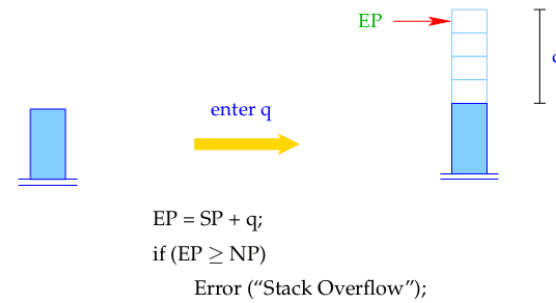 EP
enter q
EP = SP + q;
if (EP ≥ NP)
Error (“Stack Overflow”);